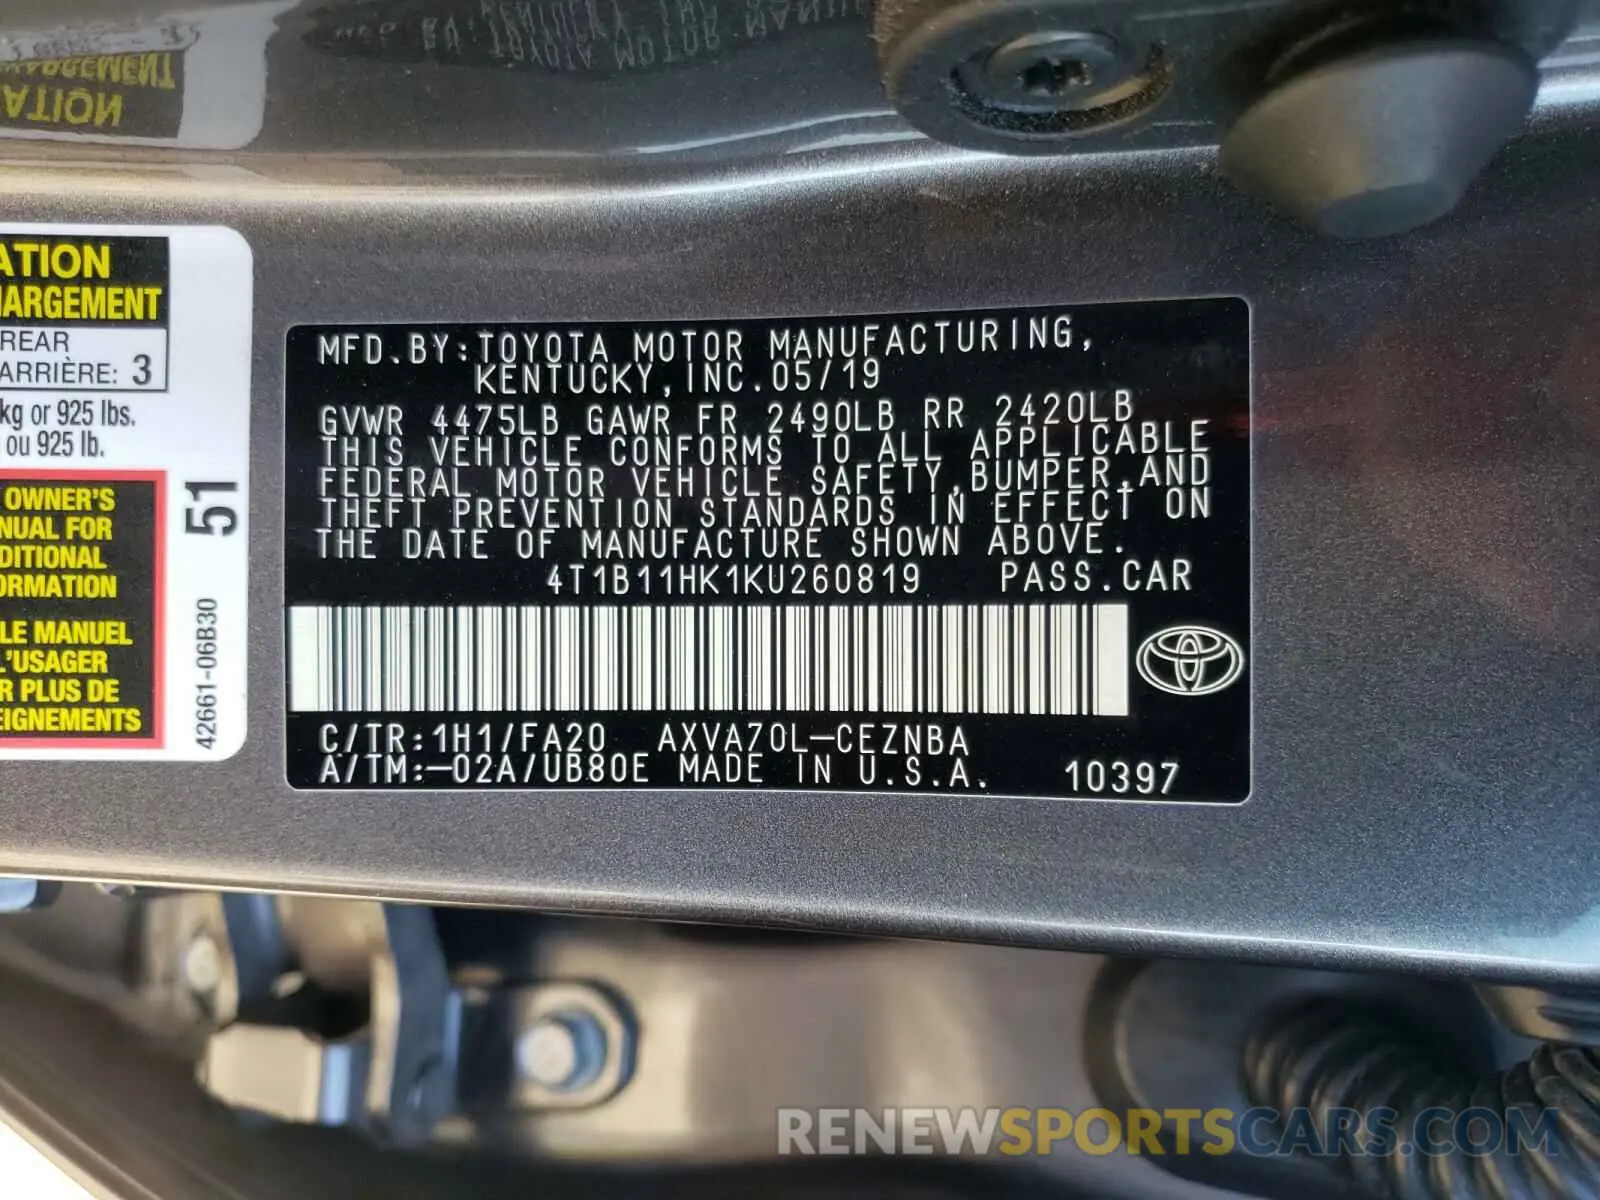 ATION
HARGEMENT
REAR
ARRIÈRE: 3
kg or 925 lbs.
ou 925 lb.
OWNER'S
NUAL FOR
DITIONAL
ORMATION
LE MANUEL
L'USAGER
R PLUS DE
EIGNEMENTS
51
42661-06B30
MFD.BY:TOYOTA MOTOR MANUFACTURING,
KENTUCKY,INC.05/19
GVWR 4475LB GAWR FR 2490LB RR 2420LB
THIS VEHICLE CONFORMS TO ALL APPLICABLE
FEDERAL MOTOR VEHICLE SAFETY,BUMPER,AND
THEFT PREVENTION STANDARDS IN EFFECT ON
THE DATE OF MANUFACTURE SHOWN ABOVE.
4T1B11HK1KU260819 PASS.CAR
C/TR:1H1/FA20 AXVA70L-CEZNBA
A/TM:-02A/UB80E MADE IN U.S.A. 10397
RENEWSPORTSCARS.COM